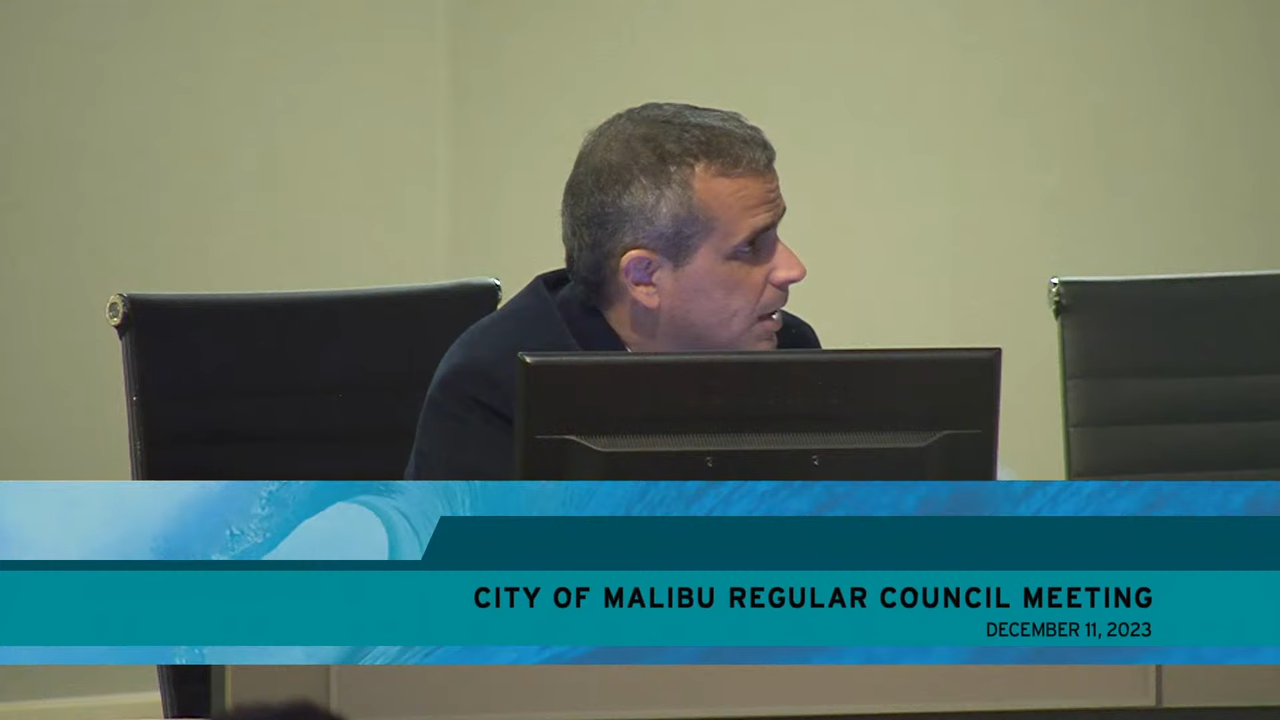 CITY OF MALIBU REGULAR COUNCIL MEETING
DECEMBER 11, 2023